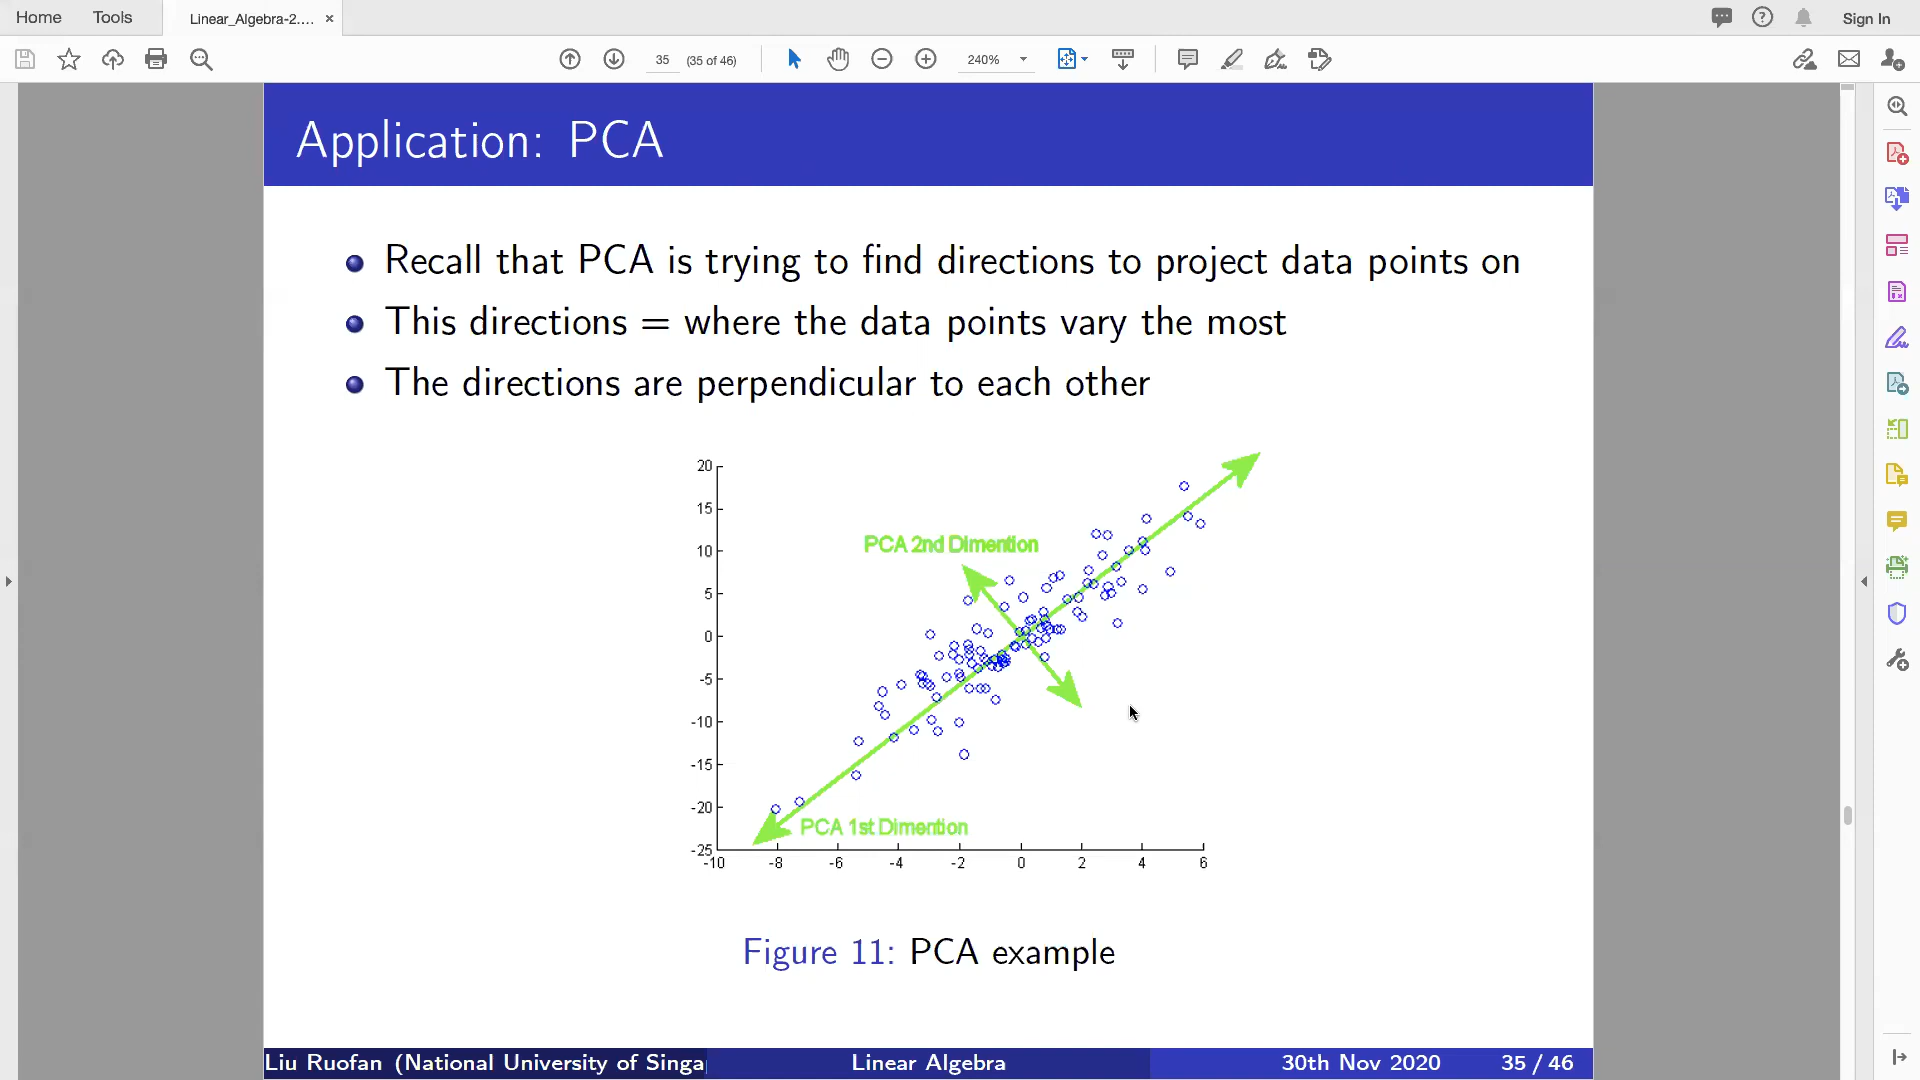 Home Tools Linear_Algebra-2.... × Sign In
35 (35 of 46) 240%
Application: PCA
Recall that PCA is trying to find directions to project data points on
This directions = where the data points vary the most
The directions are perpendicular to each other
20
15
10
5
0
-5
-10
-15
-20
-25
PCA 2nd Dimention
PCA 1st Dimention
-10 -8 -6 -4 -2 0 2 4 6
Figure 11: PCA example
Liu Ruofan (National University of Singa Linear Algebra 30th Nov 2020 35 / 46